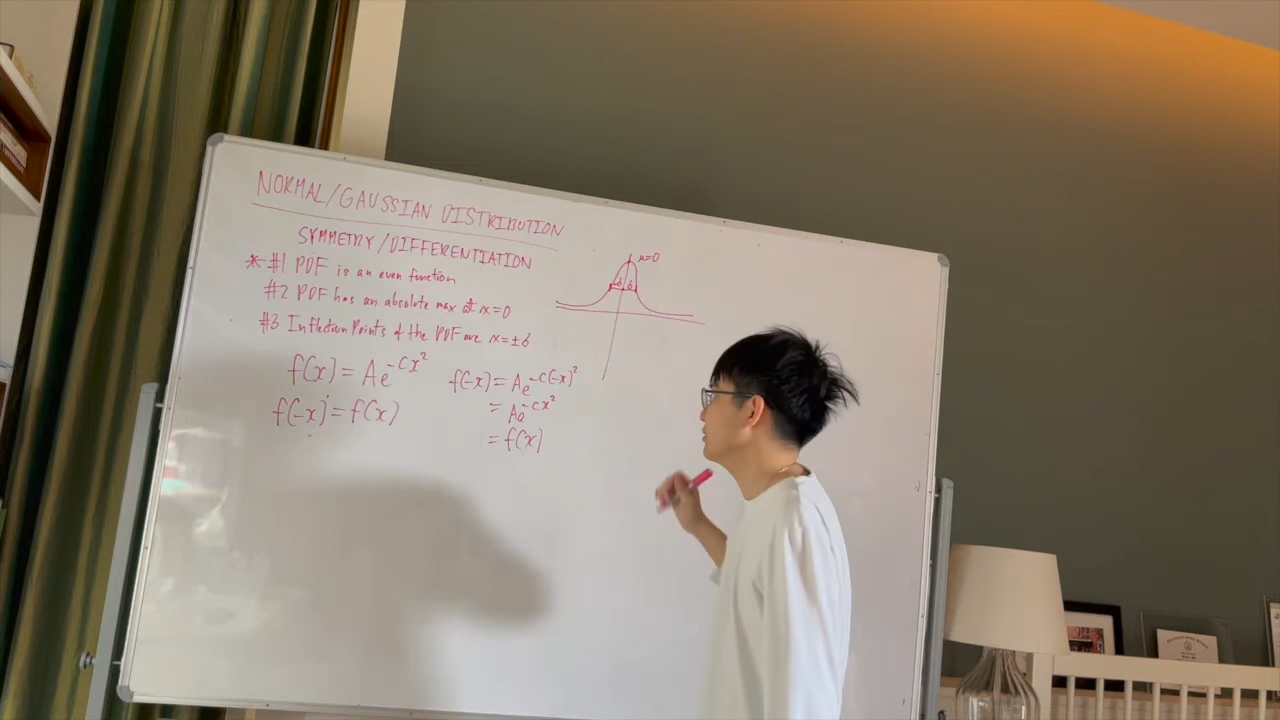 NORMAL/GAUSSIAN DISTRIBUTION
SYMMETRY/DIFFERENTIATION
*#1 PDF is an even function
#2 PDF has an absolute max at x=0
#3 Inflection Points of the PDF are x=±δ
f(x) = Ae^-Cx²
f(-x) = f(x)
f(-x) = Ae^-C(-x)²
= Ae^-Cx²
= f(x)
x=0
δ δ